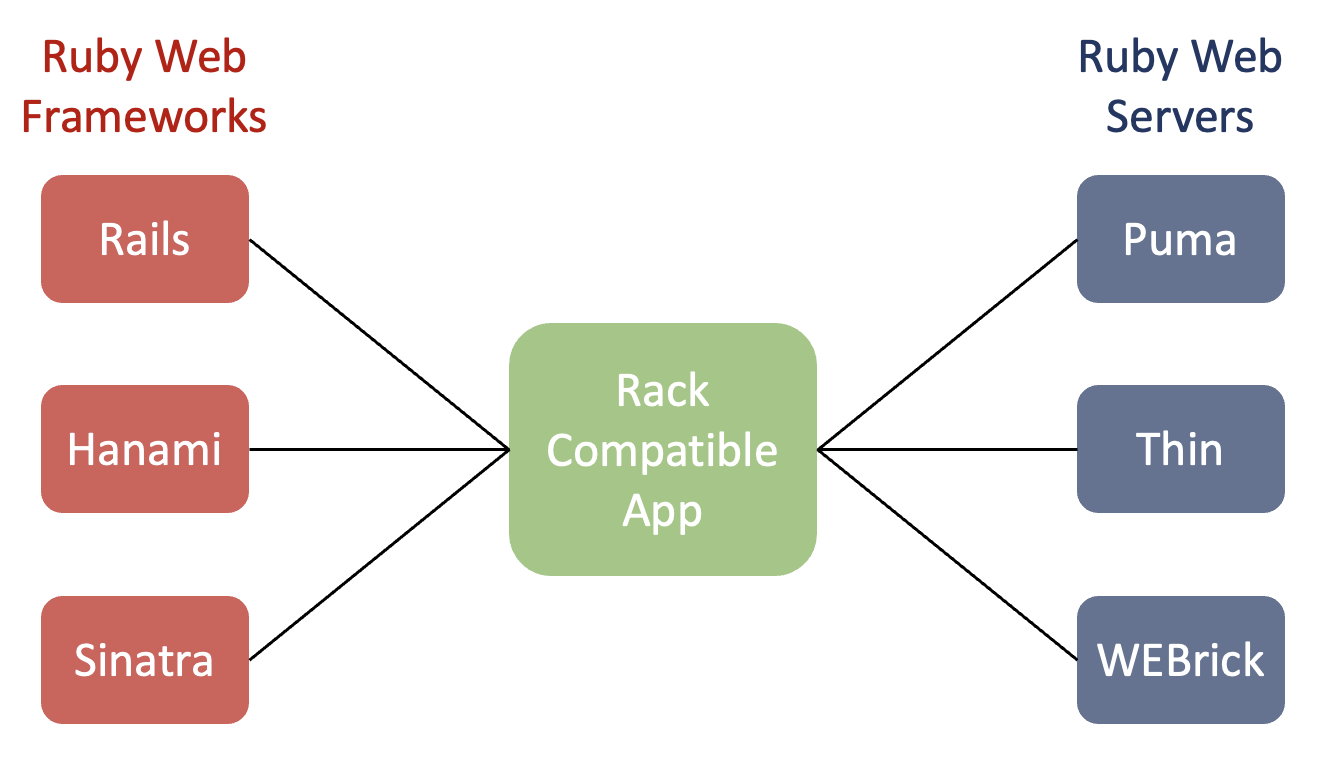 Ruby Web
Frameworks
Ruby Web
Servers
Rails
Puma
Rack
Compatible
App
Hanami
Thin
Sinatra
WEBrick